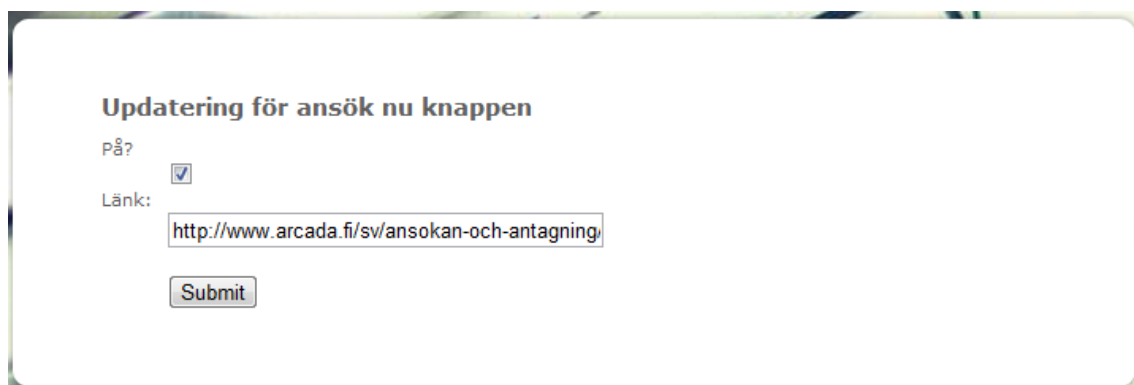 Updatering för ansök nu knappen
På?
Länk:
http://www.arcada.fi/sv/ansokan-och-antagning/
Submit